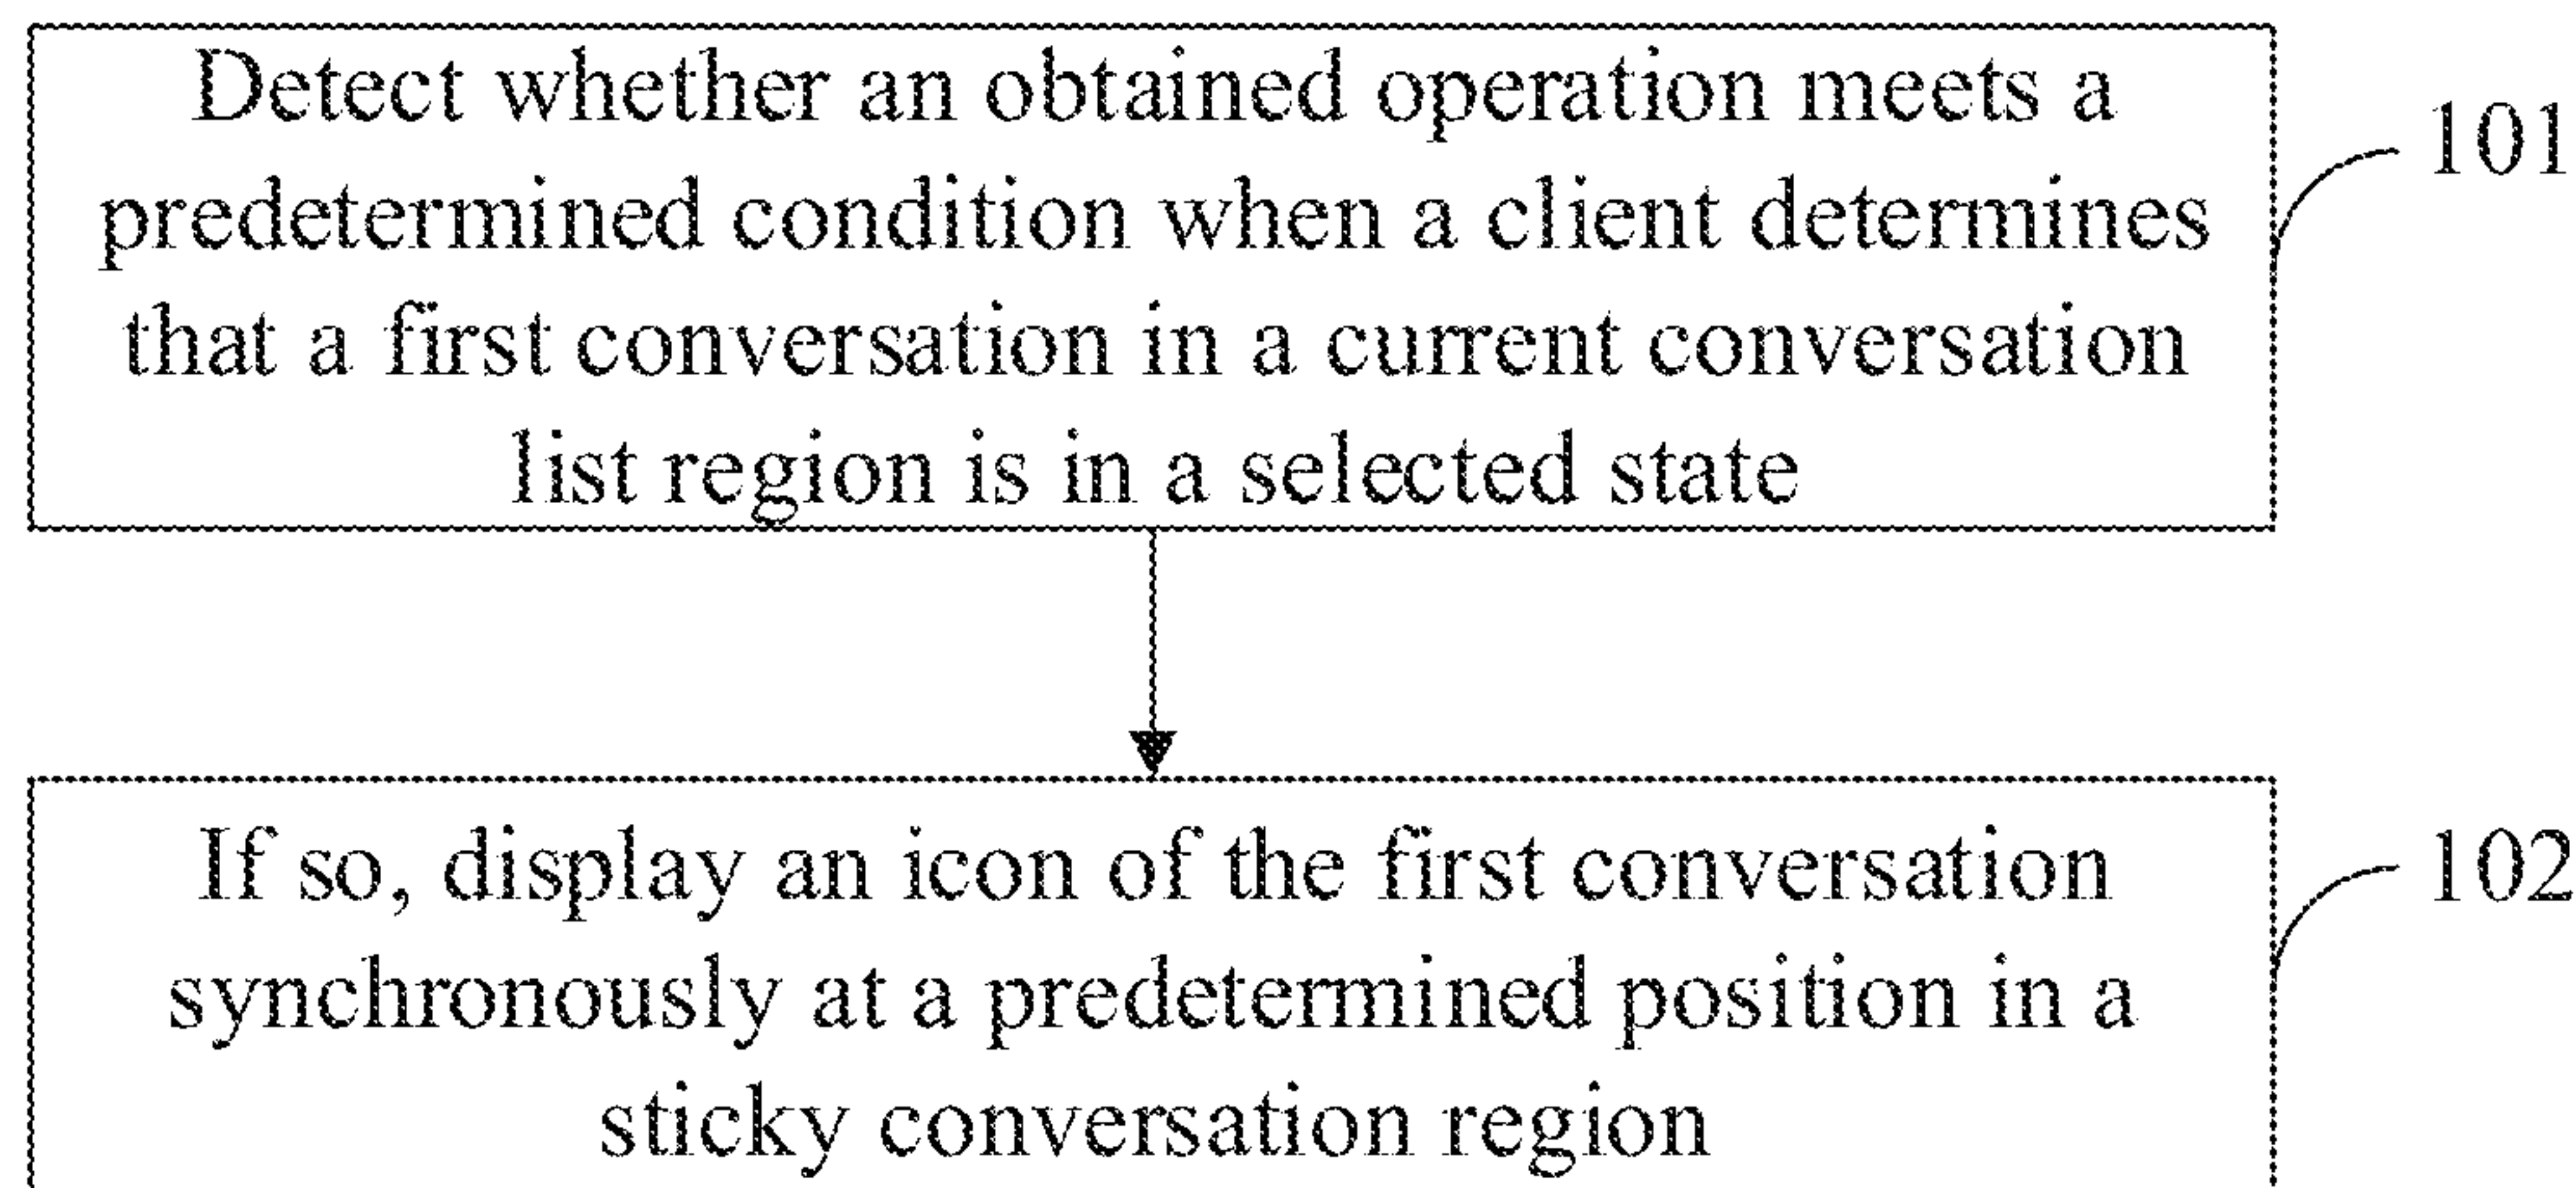 Detect whether an obtained operation meets a
predetermined condition when a client determines
that a first conversation in a current conversation
list region is in a selected state
101
If so, display an icon of the first conversation
synchronously at a predetermined position in a
sticky conversation region
102